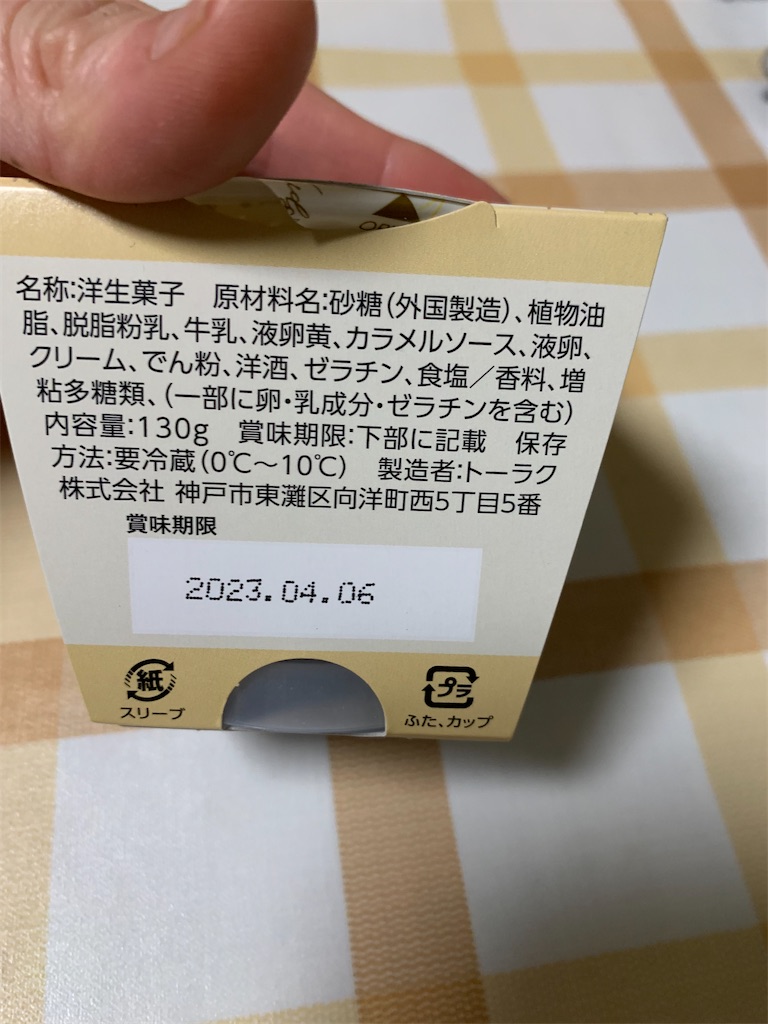 名称:洋生菓子 原材料名:砂糖(外国製造)、植物油
脂、脱脂粉乳、牛乳、液卵黄、カラメルソース、液卵、
クリーム、でん粉、洋酒、ゼラチン、食塩/香料、増
粘多糖類、(一部に卵・乳成分・ゼラチンを含む)
内容量:130g 賞味期限:下部に記載 保存
方法:要冷蔵(0℃~10℃) 製造者:トーラク
株式会社 神戸市東灘区向洋町西5丁目5番
賞味期限
2023.04.06
紙
スリーブ
プラ
ふた、カップ